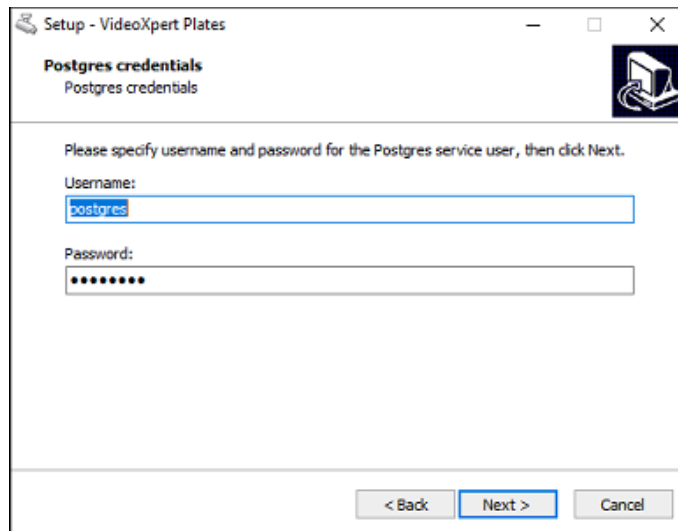 Setup - VideoXpert Plates
Postgres credentials
Postgres credentials
Please specify username and password for the Postgres service user, then click Next.
Username:
postgres
Password:
••••••••
< Back
Next >
Cancel